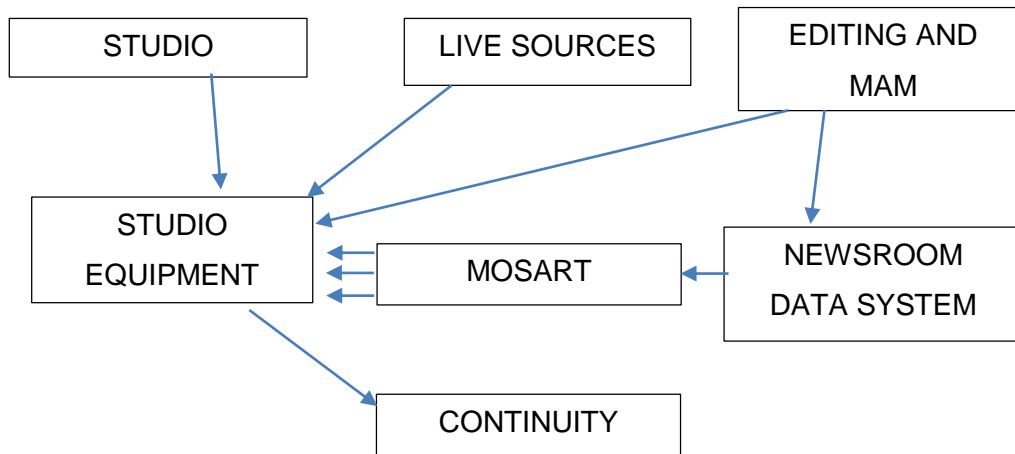 STUDIO
LIVE SOURCES
EDITING AND
MAM
STUDIO
EQUIPMENT
MOSART
NEWSROOM
DATA SYSTEM
CONTINUITY